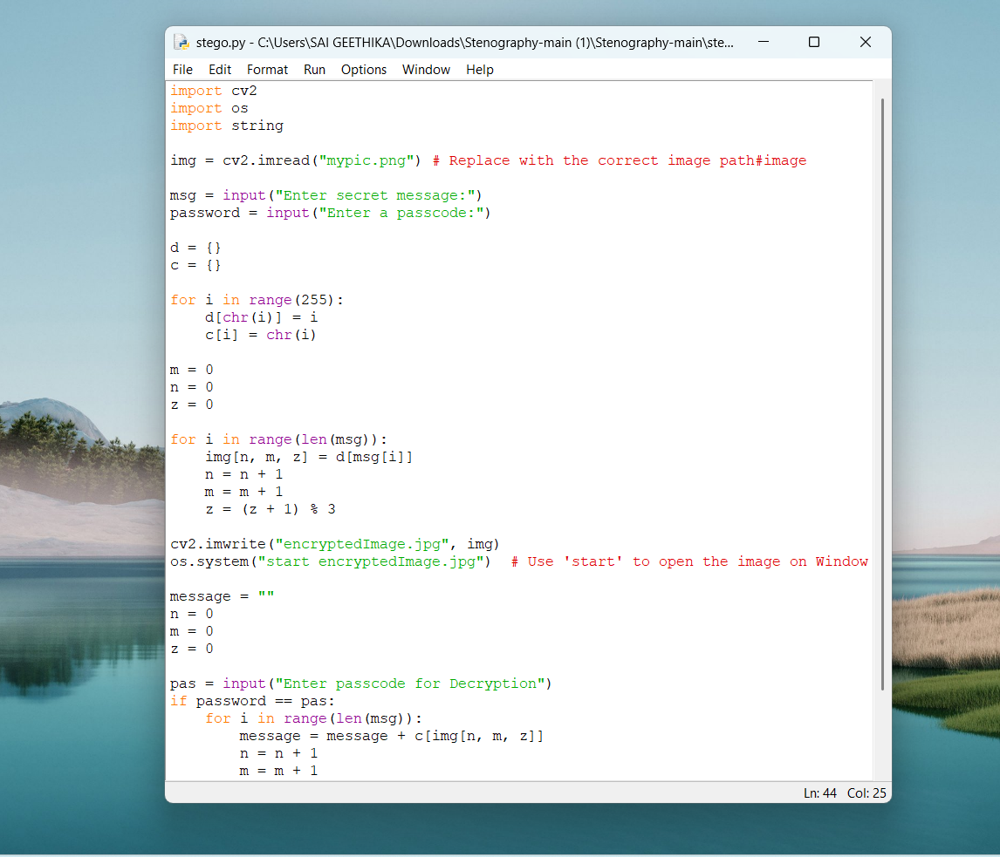 stego.py - C:\Users\SAI GEETHIKA\Downloads\Stenography-main (1)\Stenography-main\ste...
File Edit Format Run Options Window Help
import cv2
import os
import string
img = cv2.imread("mypic.png") # Replace with the correct image path#image
msg = input("Enter secret message:")
password = input("Enter a passcode:")
d = {}
c = {}
for i in range(255):
    d[chr(i)] = i
    c[i] = chr(i)
m = 0
n = 0
z = 0
for i in range(len(msg)):
    img[n, m, z] = d[msg[i]]
    n = n + 1
    m = m + 1
    z = (z + 1) % 3
cv2.imwrite("encryptedImage.jpg", img)
os.system("start encryptedImage.jpg")  # Use 'start' to open the image on Window
message = ""
n = 0
m = 0
z = 0
pas = input("Enter passcode for Decryption")
if password == pas:
    for i in range(len(msg)):
        message = message + c[img[n, m, z]]
        n = n + 1
        m = m + 1
Ln: 44 Col: 25